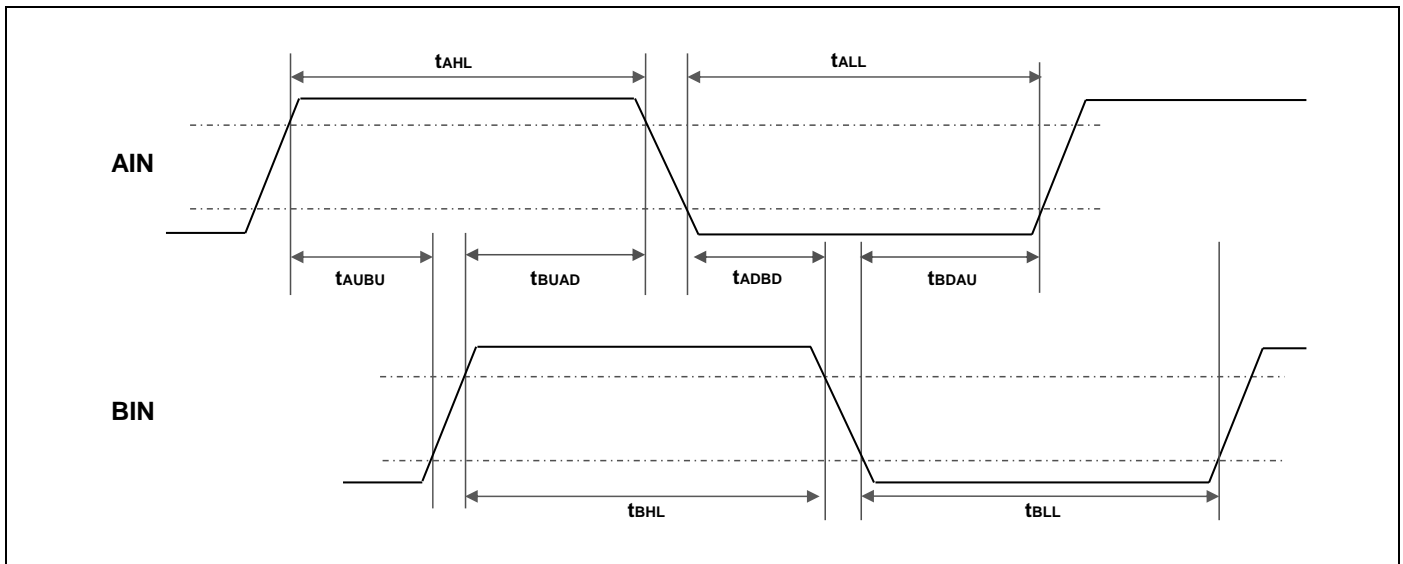 tAHL
tALL
AIN
tAUBU
tBUAD
tADBD
tBDAU
BIN
tBHL
tBLL